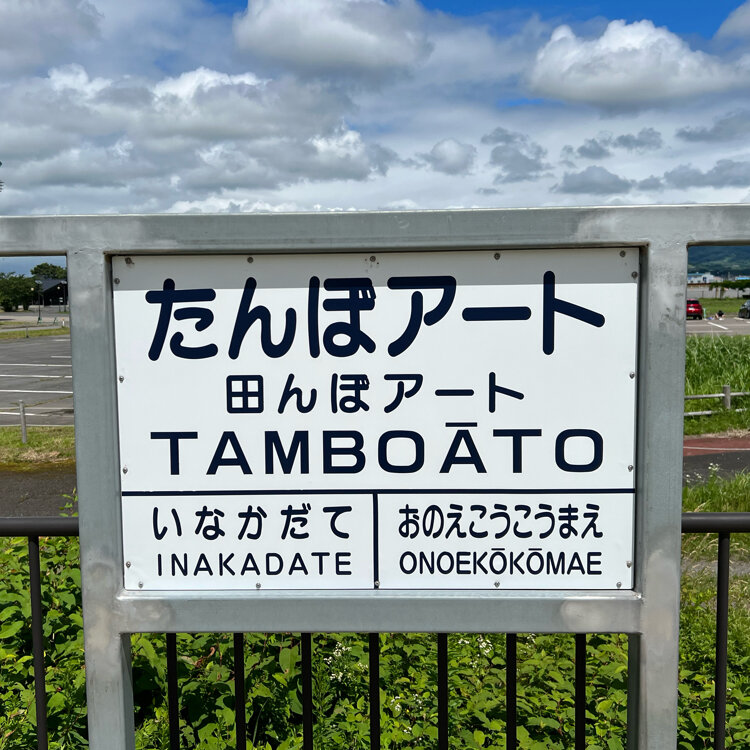 たんぼアート
田んぼアート
TAMBOĀTO
いなかだて
INAKADATE
おのえこうこうまえ
ONOEKŌKŌMAE